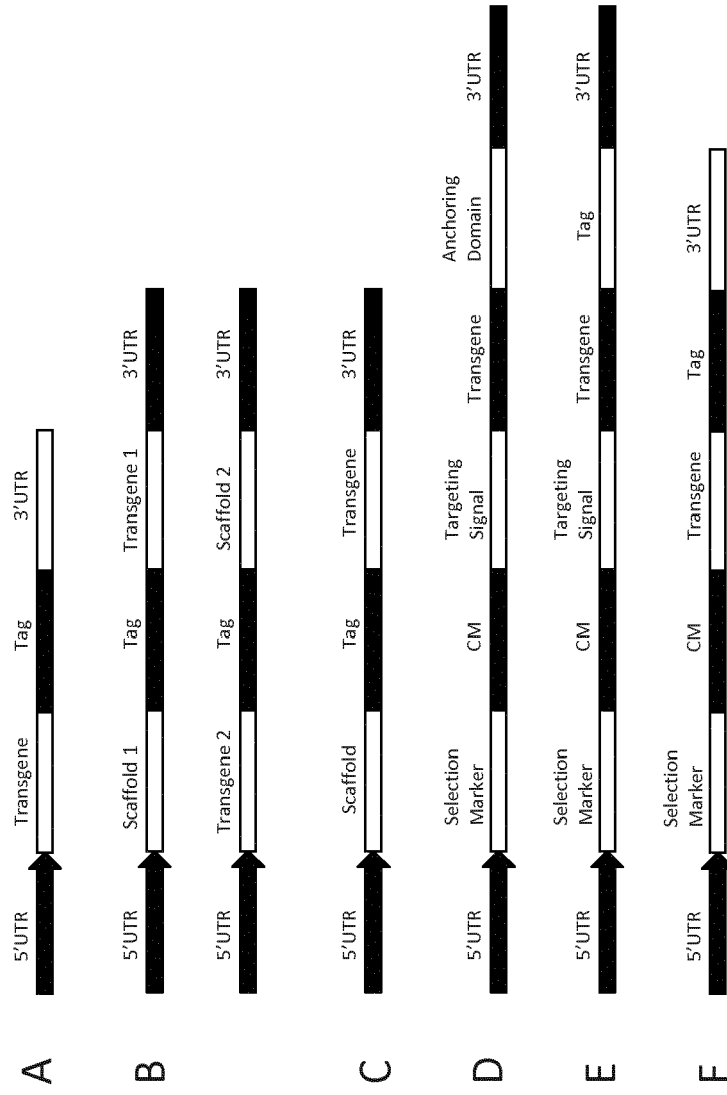 A
5'UTR Transgene Tag 3'UTR
B
5'UTR Scaffold 1 Tag Transgene 1 3'UTR
5'UTR Transgene 2 Tag Scaffold 2 3'UTR
C
5'UTR Scaffold Tag Transgene 3'UTR
D
5'UTR Selection Marker CM Targeting Signal Transgene Anchoring Domain 3'UTR
E
5'UTR Selection Marker CM Targeting Signal Transgene Tag 3'UTR
F
5'UTR Selection Marker CM Transgene Tag 3'UTR